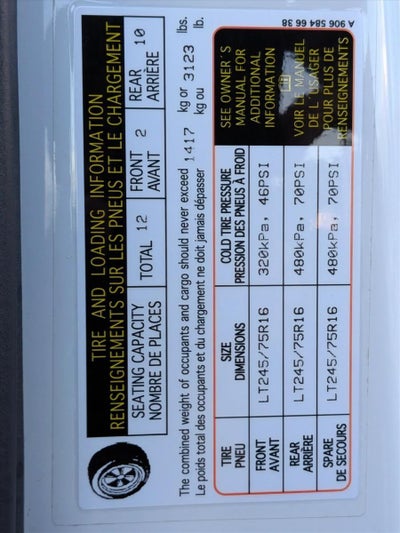 TIRE AND LOADING INFORMATION
RENSEIGNEMENTS SUR LES PNEUS ET LE CHARGEMENT
SEATING CAPACITY TOTAL 12 FRONT 2 REAR 10
NOMBRE DE PLACES AVANT ARRIÈRE
The combined weight of occupants and cargo should never exceed 1417 kg or 3123 lbs.
Le poids total des occupants et du chargement ne doit jamais dépasser kg ou lb.
TIRE SIZE COLD TIRE PRESSURE
PNEU DIMENSIONS PRESSION DES PNEUS À FROID
FRONT
AVANT LT245/75R16 320kPa, 46PSI
REAR
ARRIÈRE LT245/75R16 480kPa, 70PSI
SPARE
DE SECOURS LT245/75R16 480kPa, 70PSI
SEE OWNER'S
MANUAL FOR
ADDITIONAL
INFORMATION
VOIR LE MANUEL
DE L'USAGER
POUR PLUS DE
RENSEIGNEMENTS
A 906 584 66 38